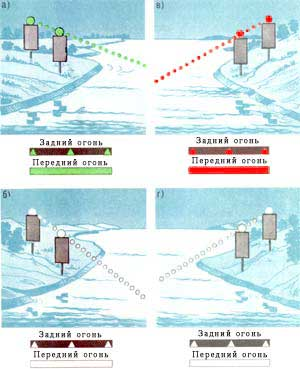 а)
в)
Задний огонь
Передний огонь
Задний огонь
Передний огонь
б)
г)
Задний огонь
Передний огонь
Задний огонь
Передний огонь